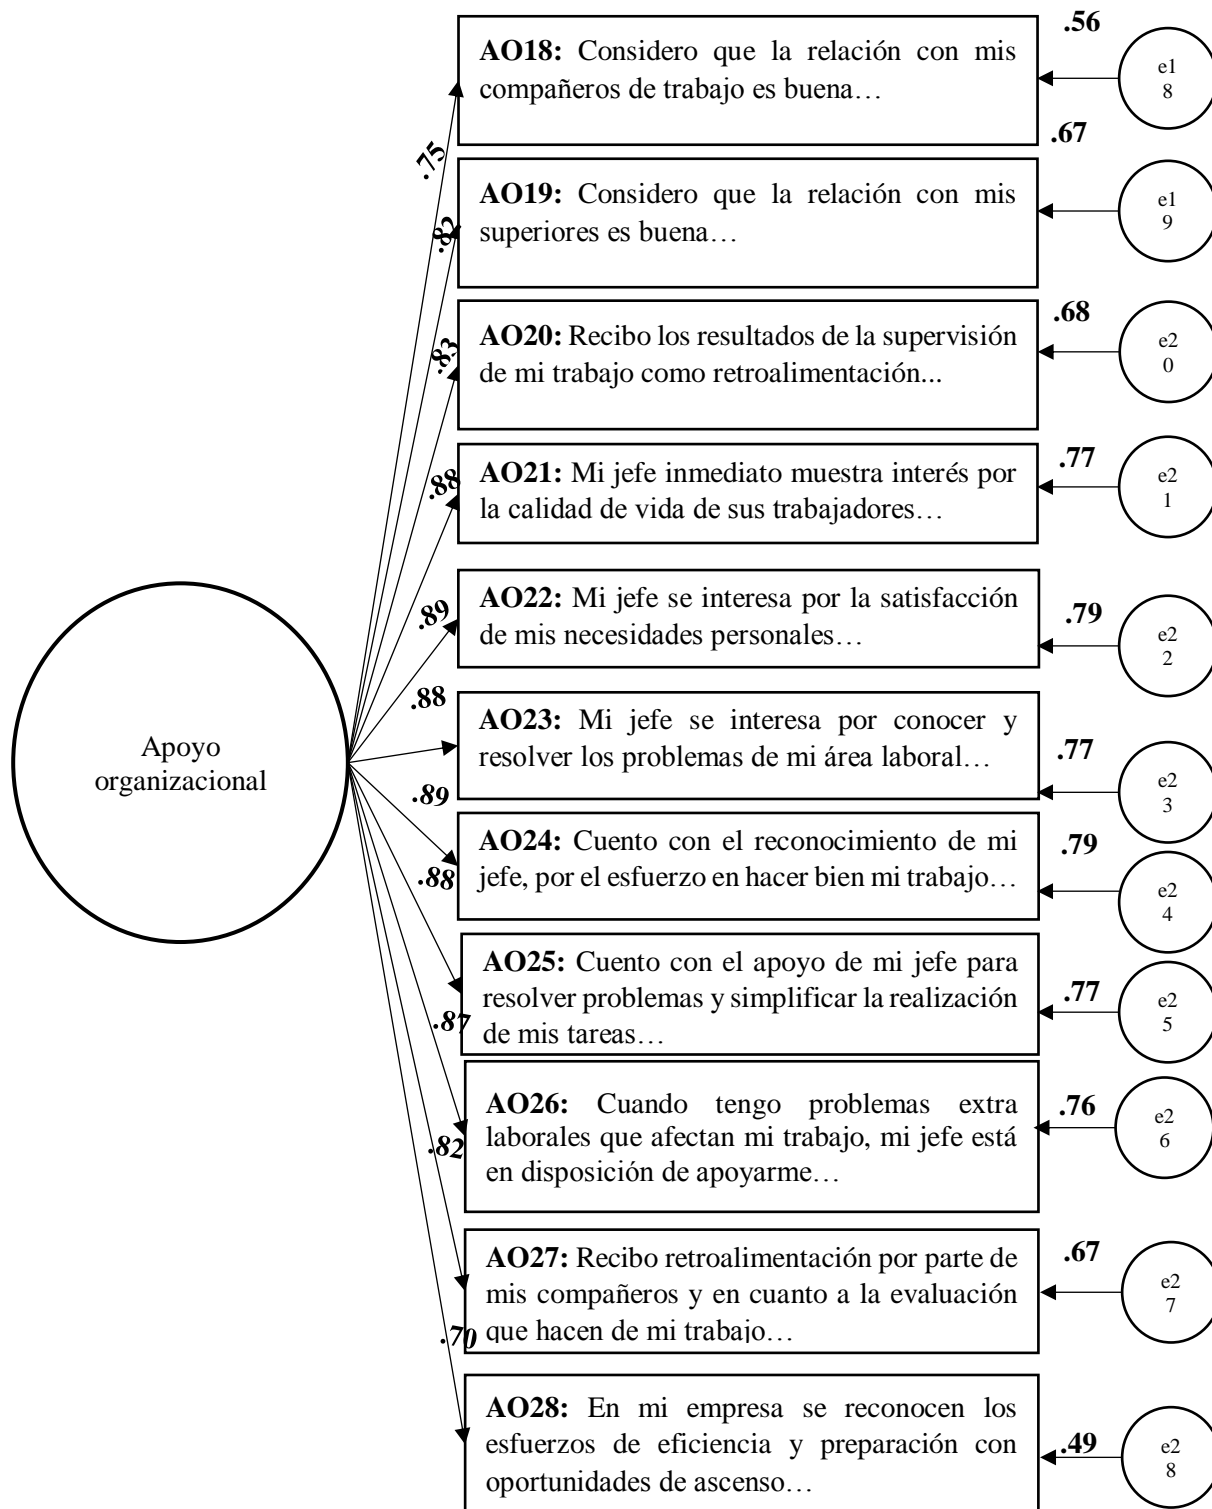 .56
AO18: Considero que la relación con mis
compañeros de trabajo es buena…
e1
8
.75
.67
AO19: Considero que la relación con mis
superiores es buena…
e1
9
.82
.68
AO20: Recibo los resultados de la supervisión
de mi trabajo como retroalimentación...
e2
0
.83
.77
AO21: Mi jefe inmediato muestra interés por
la calidad de vida de sus trabajadores…
e2
1
.88
.79
AO22: Mi jefe se interesa por la satisfacción
de mis necesidades personales…
e2
2
.89
.88
AO23: Mi jefe se interesa por conocer y
resolver los problemas de mi área laboral…
.77
e2
3
Apoyo
organizacional
.89
AO24: Cuento con el reconocimiento de mi
jefe, por el esfuerzo en hacer bien mi trabajo…
.79
e2
4
.88
AO25: Cuento con el apoyo de mi jefe para
resolver problemas y simplificar la realización
de mis tareas…
.77
e2
5
.87
AO26: Cuando tengo problemas extra
laborales que afectan mi trabajo, mi jefe está
en disposición de apoyarme…
.76
e2
6
.82
AO27: Recibo retroalimentación por parte de
mis compañeros y en cuanto a la evaluación
que hacen de mi trabajo…
.67
e2
7
.70
AO28: En mi empresa se reconocen los
esfuerzos de eficiencia y preparación con
oportunidades de ascenso…
.49
e2
8